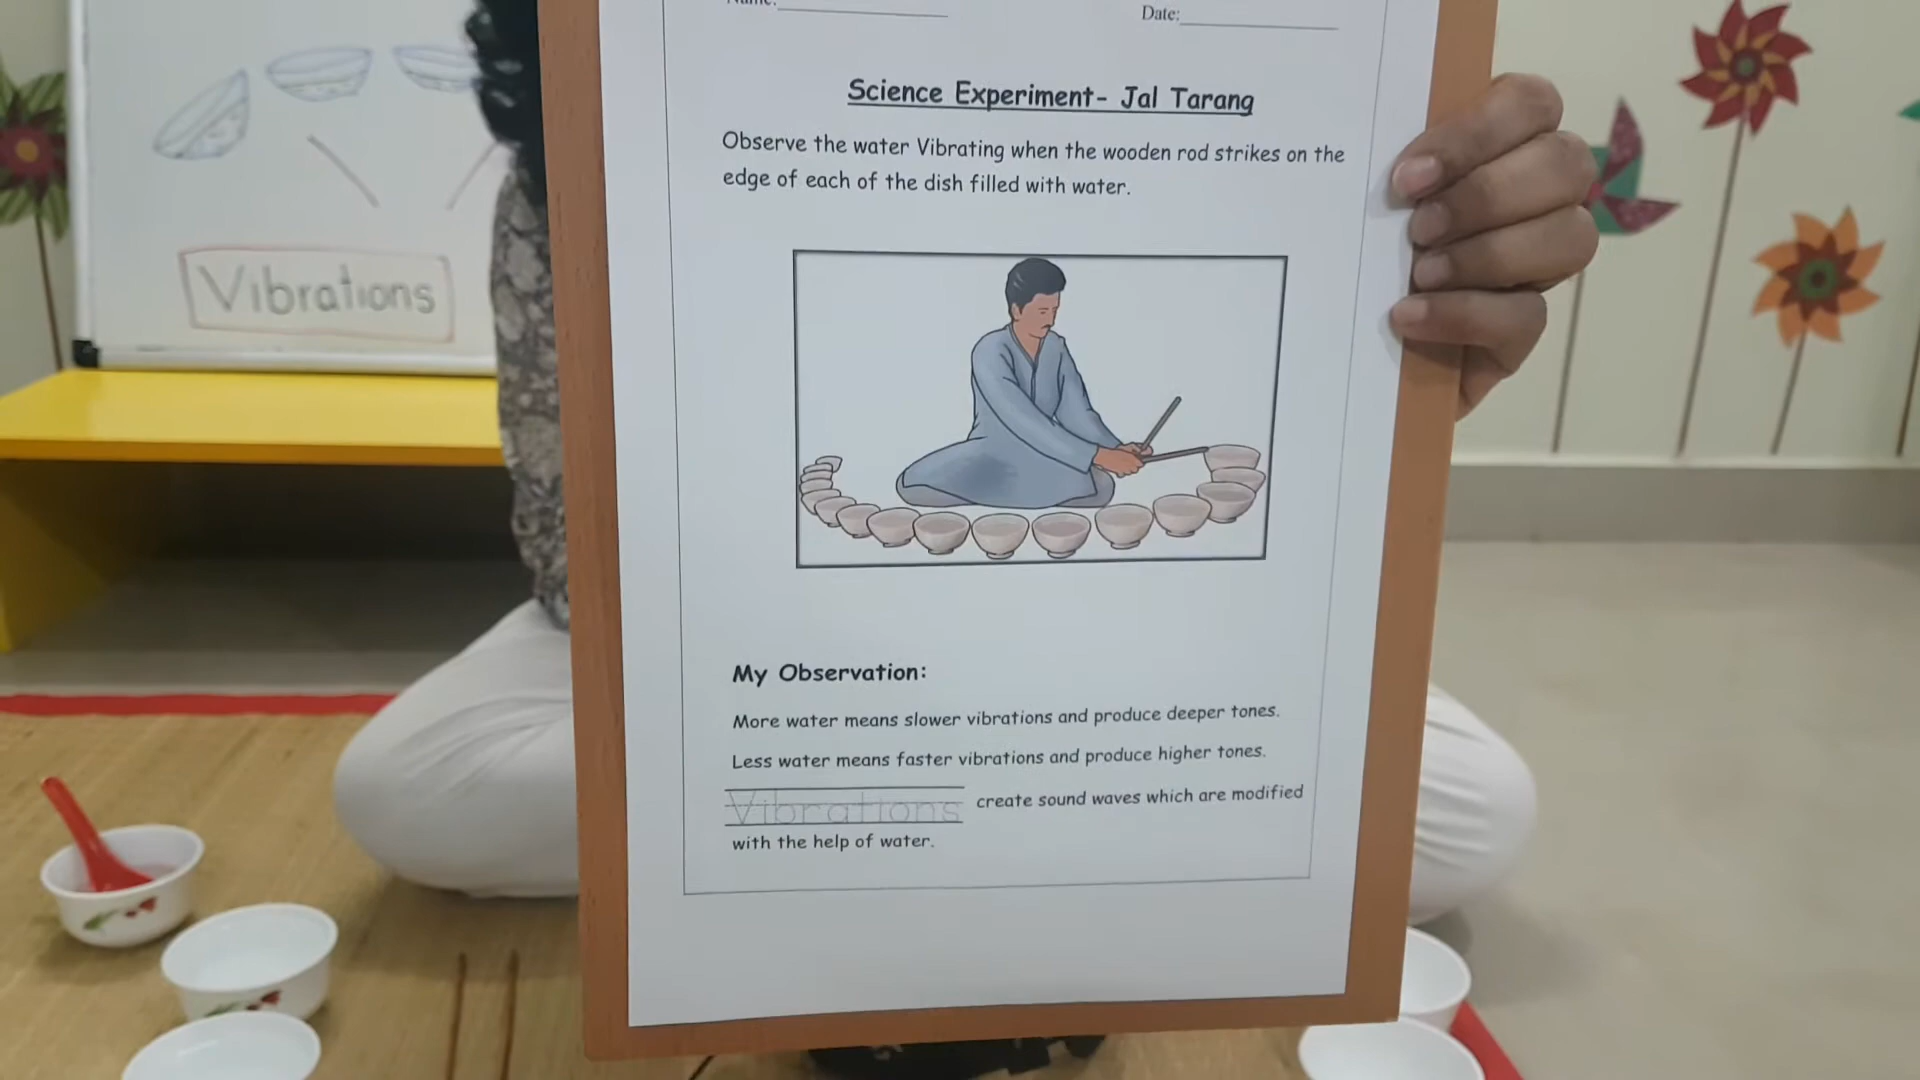 Name:
Date:
Science Experiment- Jal Tarang
Observe the water Vibrating when the wooden rod strikes on the
edge of each of the dish filled with water.
Vibrations
My Observation:
More water means slower vibrations and produce deeper tones.
Less water means faster vibrations and produce higher tones.
Vibrations create sound waves which are modified
with the help of water.